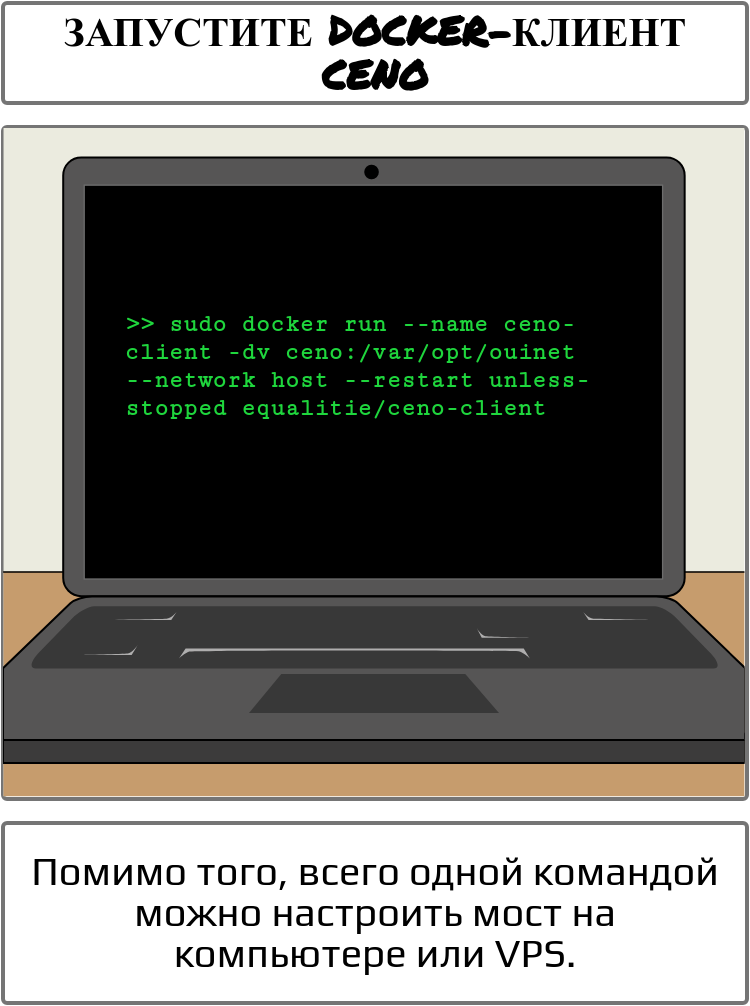 ЗАПУСТИТЕ DOCKER-КЛИЕНТ
CENO
>> sudo docker run --name ceno-
client -dv ceno:/var/opt/ouinet
--network host --restart unless-
stopped equalitie/ceno-client
Помимо того, всего одной командой
можно настроить мост на
компьютере или VPS.